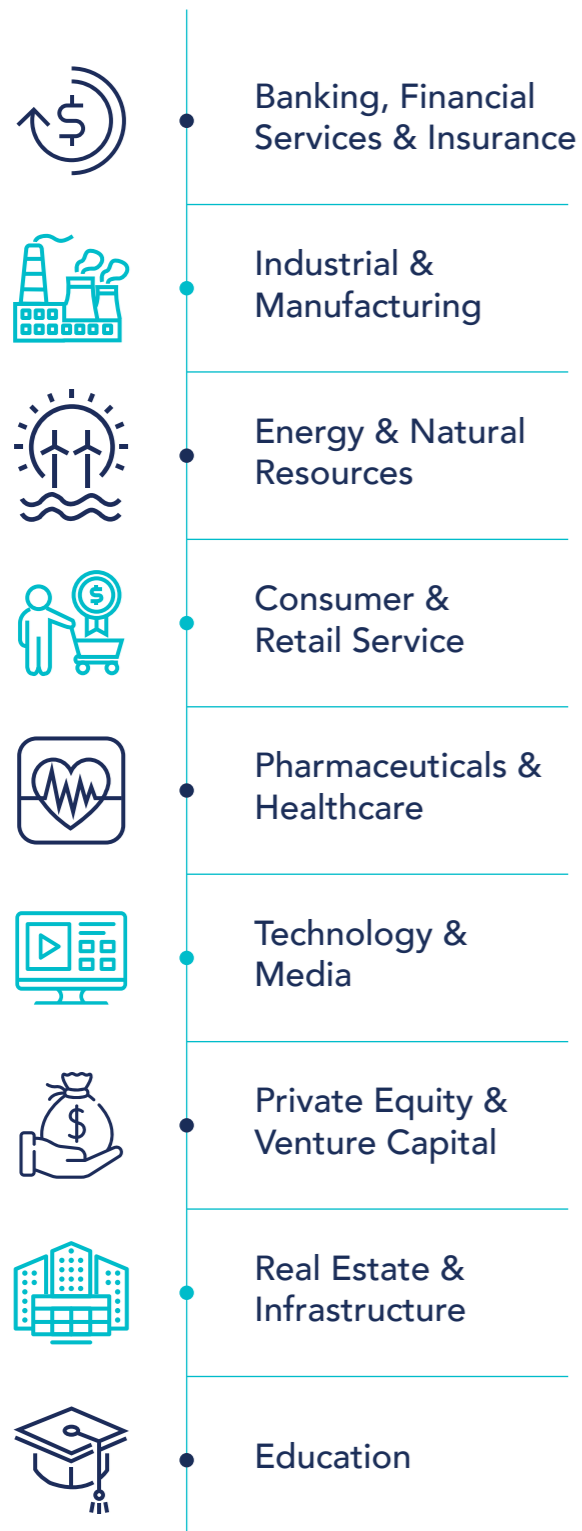 Banking, Financial
Services & Insurance
Industrial &
Manufacturing
Energy & Natural
Resources
Consumer &
Retail Service
Pharmaceuticals &
Healthcare
Technology &
Media
Private Equity &
Venture Capital
Real Estate &
Infrastructure
Education